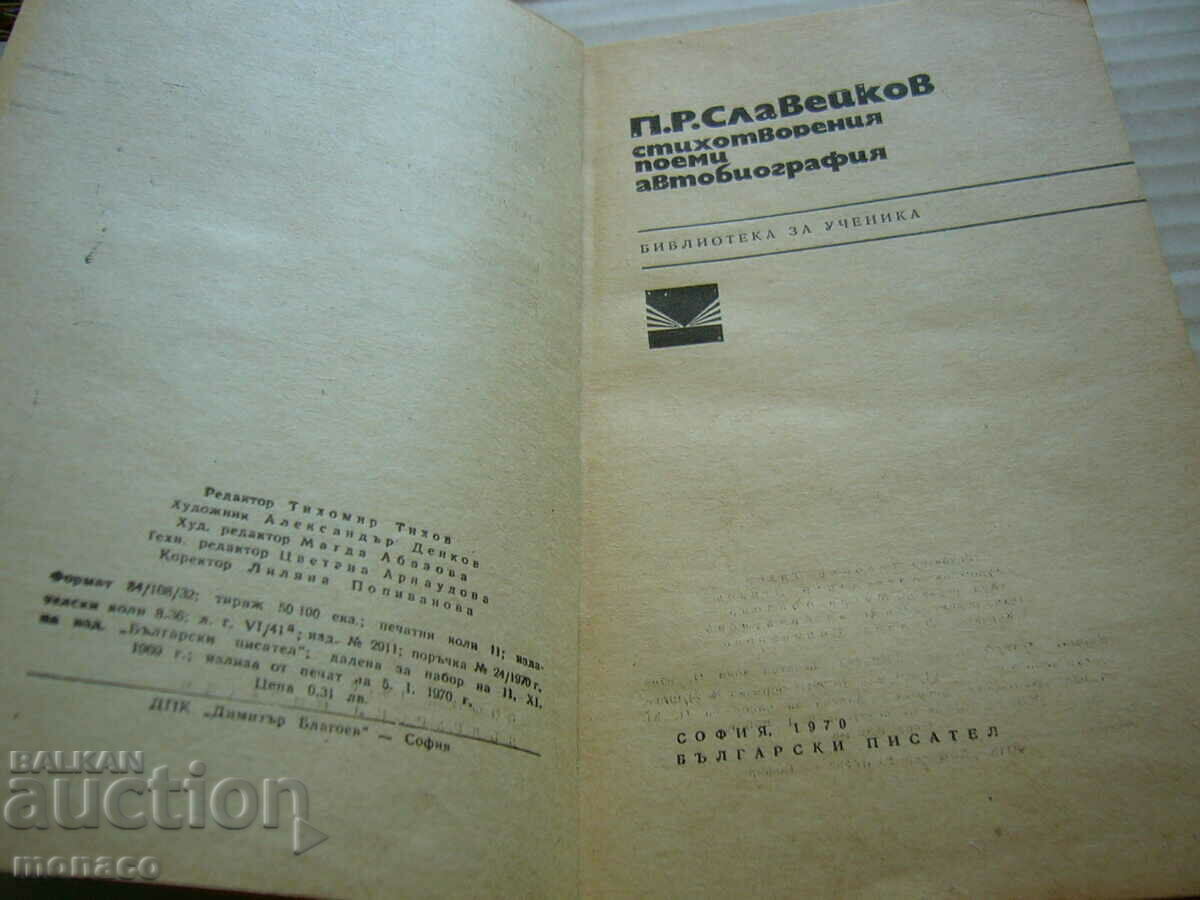 Редактор Тихомир Тихов
Художник Александър Денков
Худ. редактор Магда Абазова
Техн. редактор Цветана Арнаудова
Коректор Лиляна Попиванова
Формат 84/108/32; тираж 50 100 екз.; печатни коли 11; изда-
телски коли 8.36; л. г. VI/41а; изд. № 2911; поръчка № 24/1970 г.
на изд. „Български писател"; дадена за набор на 11. XI.
1969 г.; излиза от печат на 5. I. 1970 г.
Цена 0,31 лв.
ДПК „Димитър Благоев" — София
П.Р.Славейков
стихотворения
поеми
автобиография
БИБЛИОТЕКА ЗА УЧЕНИКА
СОФИЯ, 1970
БЪЛГАРСКИ ПИСАТЕЛ
BALKAN
auction
monaco